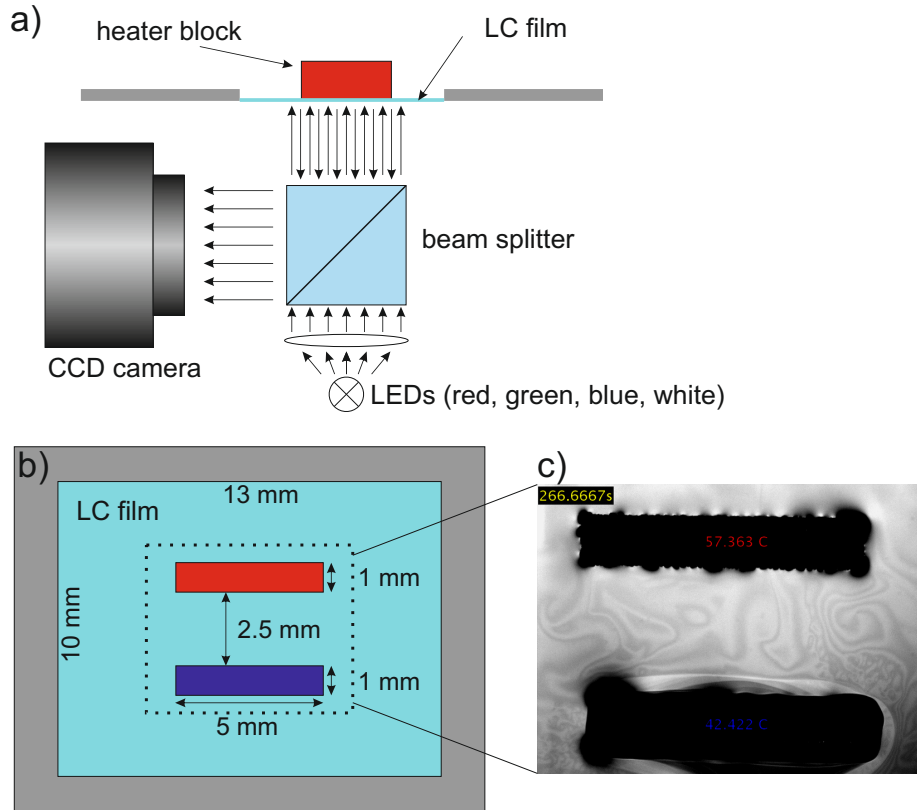 a)
heater block
LC film
beam splitter
CCD camera
LEDs (red, green, blue, white)
b)
LC film
13 mm
10 mm
1 mm
2.5 mm
1 mm
5 mm
c)
266.6667s
57.363 C
42.422 C